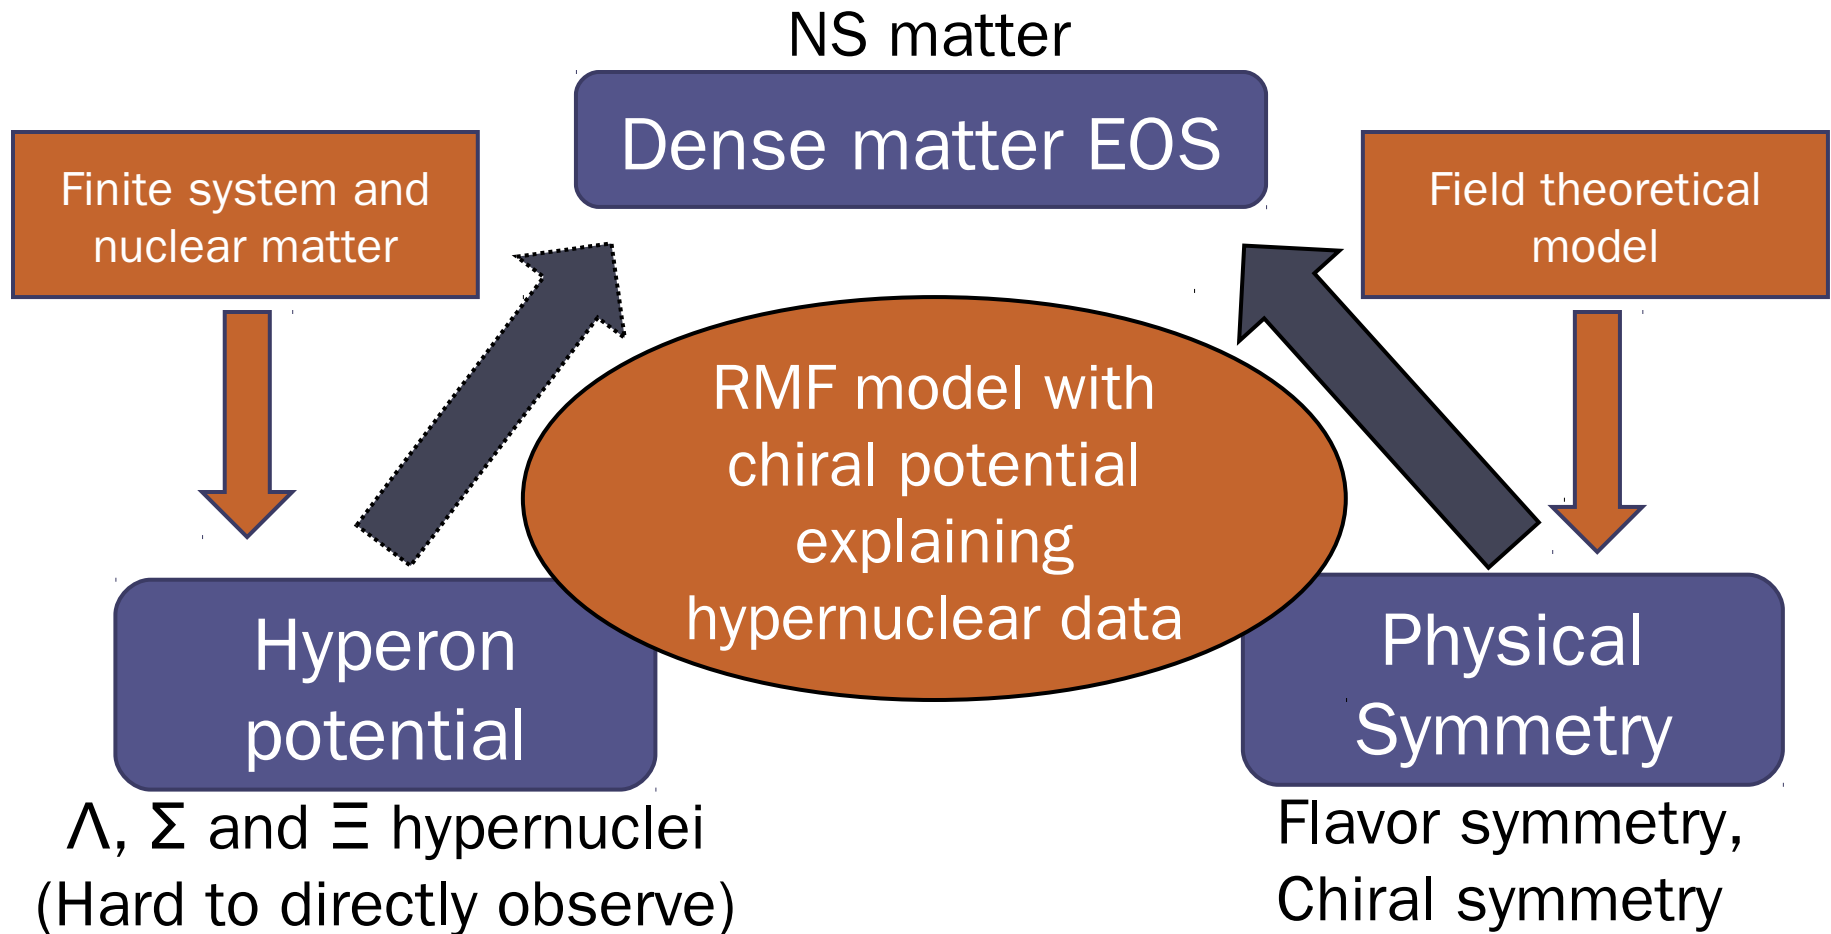 NS matter
Dense matter EOS
Finite system and
nuclear matter
Field theoretical
model
RMF model with
chiral potential
explaining
hypernuclear data
Hyperon
potential
Physical
Symmetry
Λ, Σ and Ξ hypernuclei
(Hard to directly observe)
Flavor symmetry,
Chiral symmetry